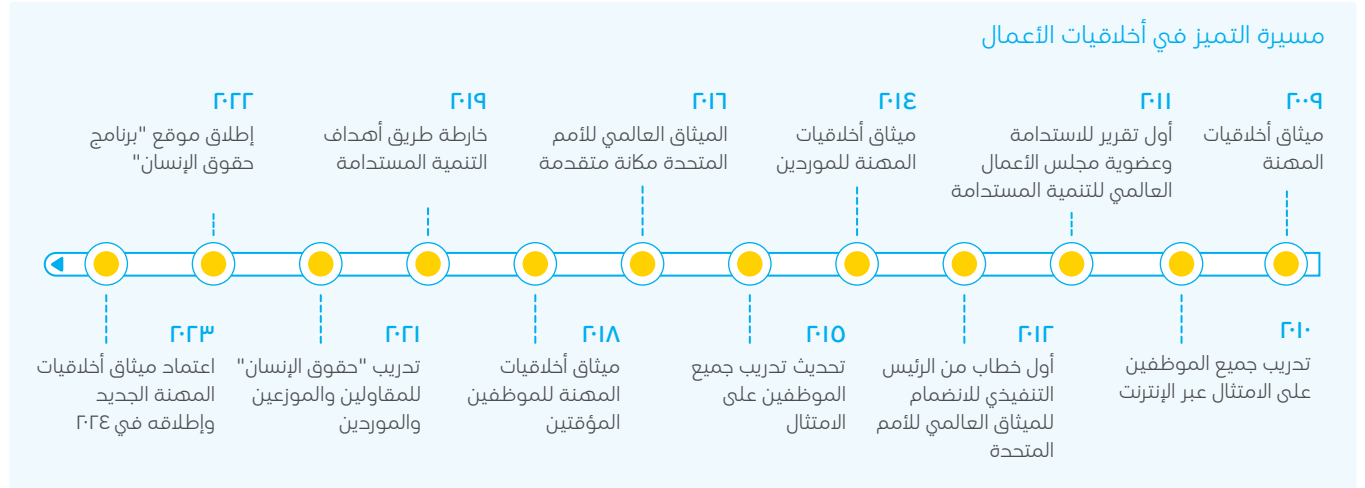 مسيرة التميز في أخلاقيات الأعمال
٢٠٠٩
ميثاق أخلاقيات
المهنة
٢٠١١
أول تقرير للاستدامة
وعضوية مجلس الأعمال
العالمي للتنمية المستدامة
٢٠١٤
ميثاق أخلاقيات
المهنة للموردين
٢٠١٦
الميثاق العالمي للأمم
المتحدة مكانة متقدمة
٢٠١٩
خارطة طريق أهداف
التنمية المستدامة
٢٠٢٢
إطلاق موقع "برنامج
حقوق الإنسان"
٢٠١٠
تدريب جميع الموظفين
على الامتثال عبر الإنترنت
٢٠١٢
أول خطاب من الرئيس
التنفيذي للانضمام
للميثاق العالمي للأمم
المتحدة
٢٠١٥
تحديث تدريب جميع
الموظفين على
الامتثال
٢٠١٨
ميثاق أخلاقيات
المهنة للموظفين
المؤقتين
٢٠٢١
تدريب "حقوق الإنسان"
للمقاولين والموزعين
والموردين
٢٠٢٣
اعتماد ميثاق أخلاقيات
المهنة الجديد
وإطلاقه في ٢٠٢٤